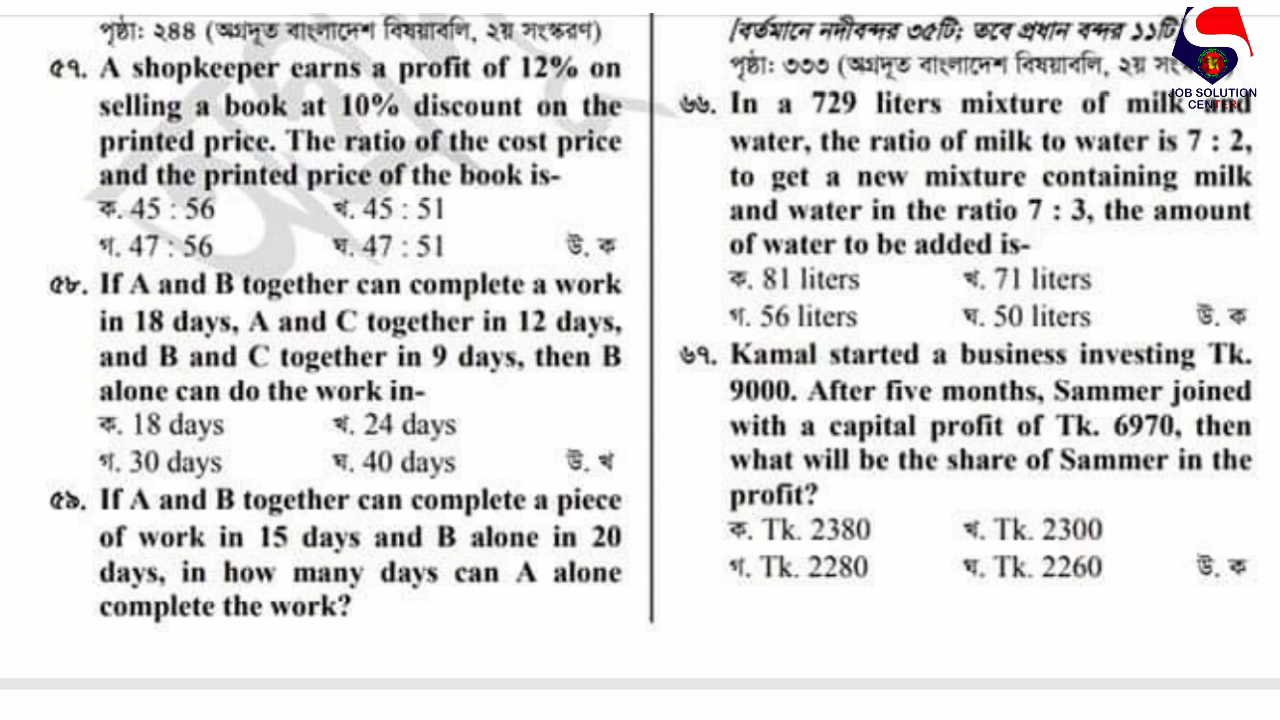 পৃষ্ঠা: ২৪৪ (অগ্রদূত বাংলাদেশ বিষয়াবলি, ২য় সংস্করণ)
৫৭. A shopkeeper earns a profit of 12% on
selling a book at 10% discount on the
printed price. The ratio of the cost price
and the printed price of the book is-
ক. 45 : 56 খ. 45 : 51
গ. 47 : 56 ঘ. 47 : 51 উ. ক
৫৮. If A and B together can complete a work
in 18 days, A and C together in 12 days,
and B and C together in 9 days, then B
alone can do the work in-
ক. 18 days খ. 24 days
গ. 30 days ঘ. 40 days উ. খ
৫৯. If A and B together can complete a piece
of work in 15 days and B alone in 20
days, in how many days can A alone
complete the work?
[বর্তমানে নদীবন্দর ৩৫টি; তবে প্রধান বন্দর ১১টি
পৃষ্ঠা: ৩৩৩ (অগ্রদূত বাংলাদেশ বিষয়াবলি, ২য়
৬৬. In a 729 liters mixture of milk and
water, the ratio of milk to water is 7 : 2,
to get a new mixture containing milk
and water in the ratio 7 : 3, the amount
of water to be added is-
ক. 81 liters খ. 71 liters
গ. 56 liters ঘ. 50 liters উ. ক
৬৭. Kamal started a business investing Tk.
9000. After five months, Sammer joined
with a capital profit of Tk. 6970, then
what will be the share of Sammer in the
profit?
ক. Tk. 2380 খ. Tk. 2300
গ. Tk. 2280 ঘ. Tk. 2260 উ. ক
JOB SOLUTION
CENTER